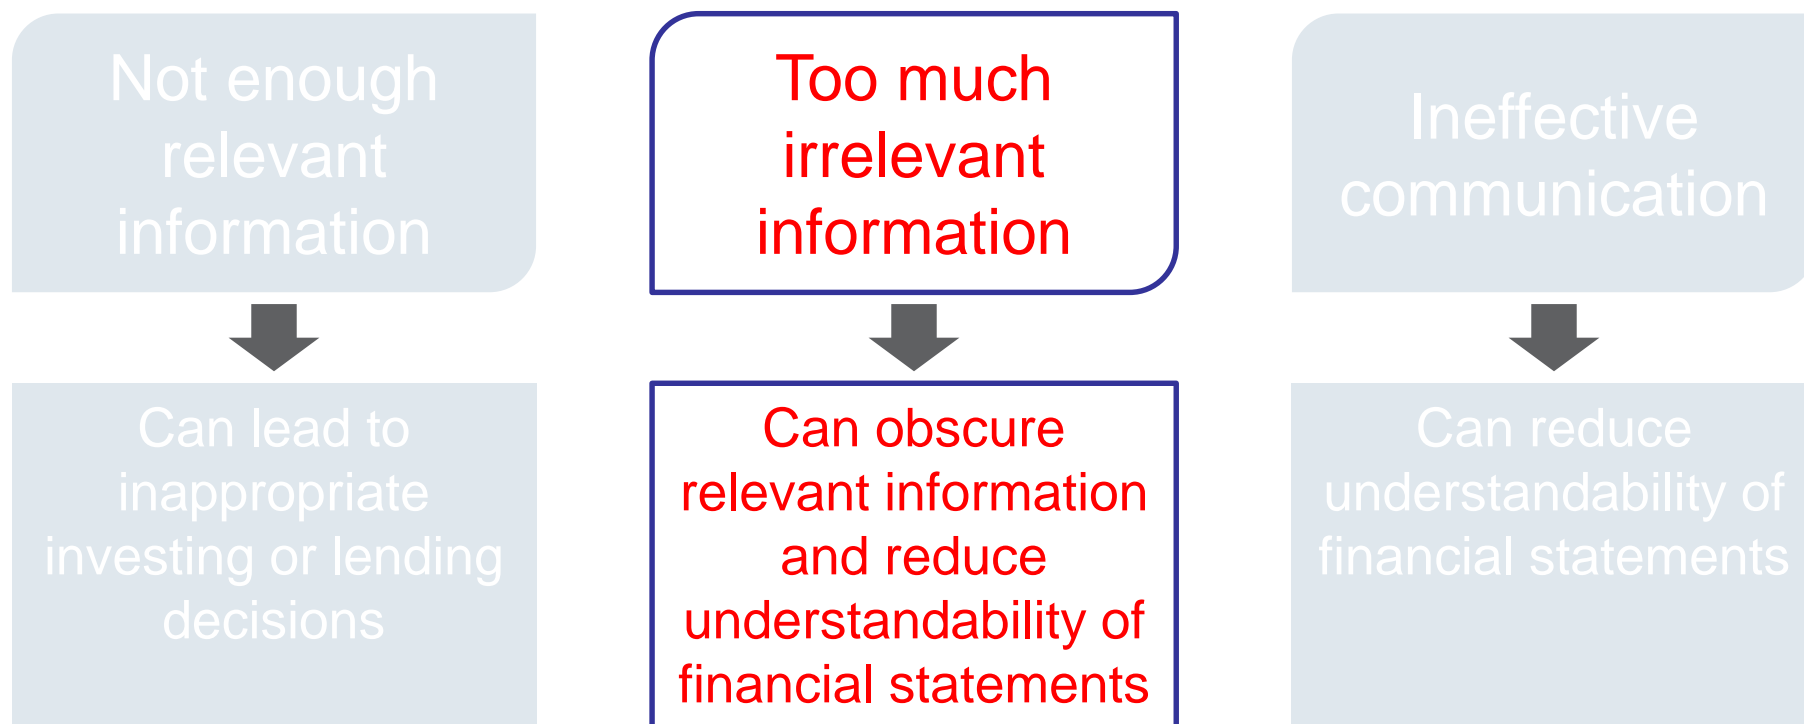 Not enough
relevant
information
Can lead to
inappropriate
investing or lending
decisions
Too much
irrelevant
information
Can obscure
relevant information
and reduce
understandability of
financial statements
Ineffective
communication
Can reduce
understandability of
financial statements